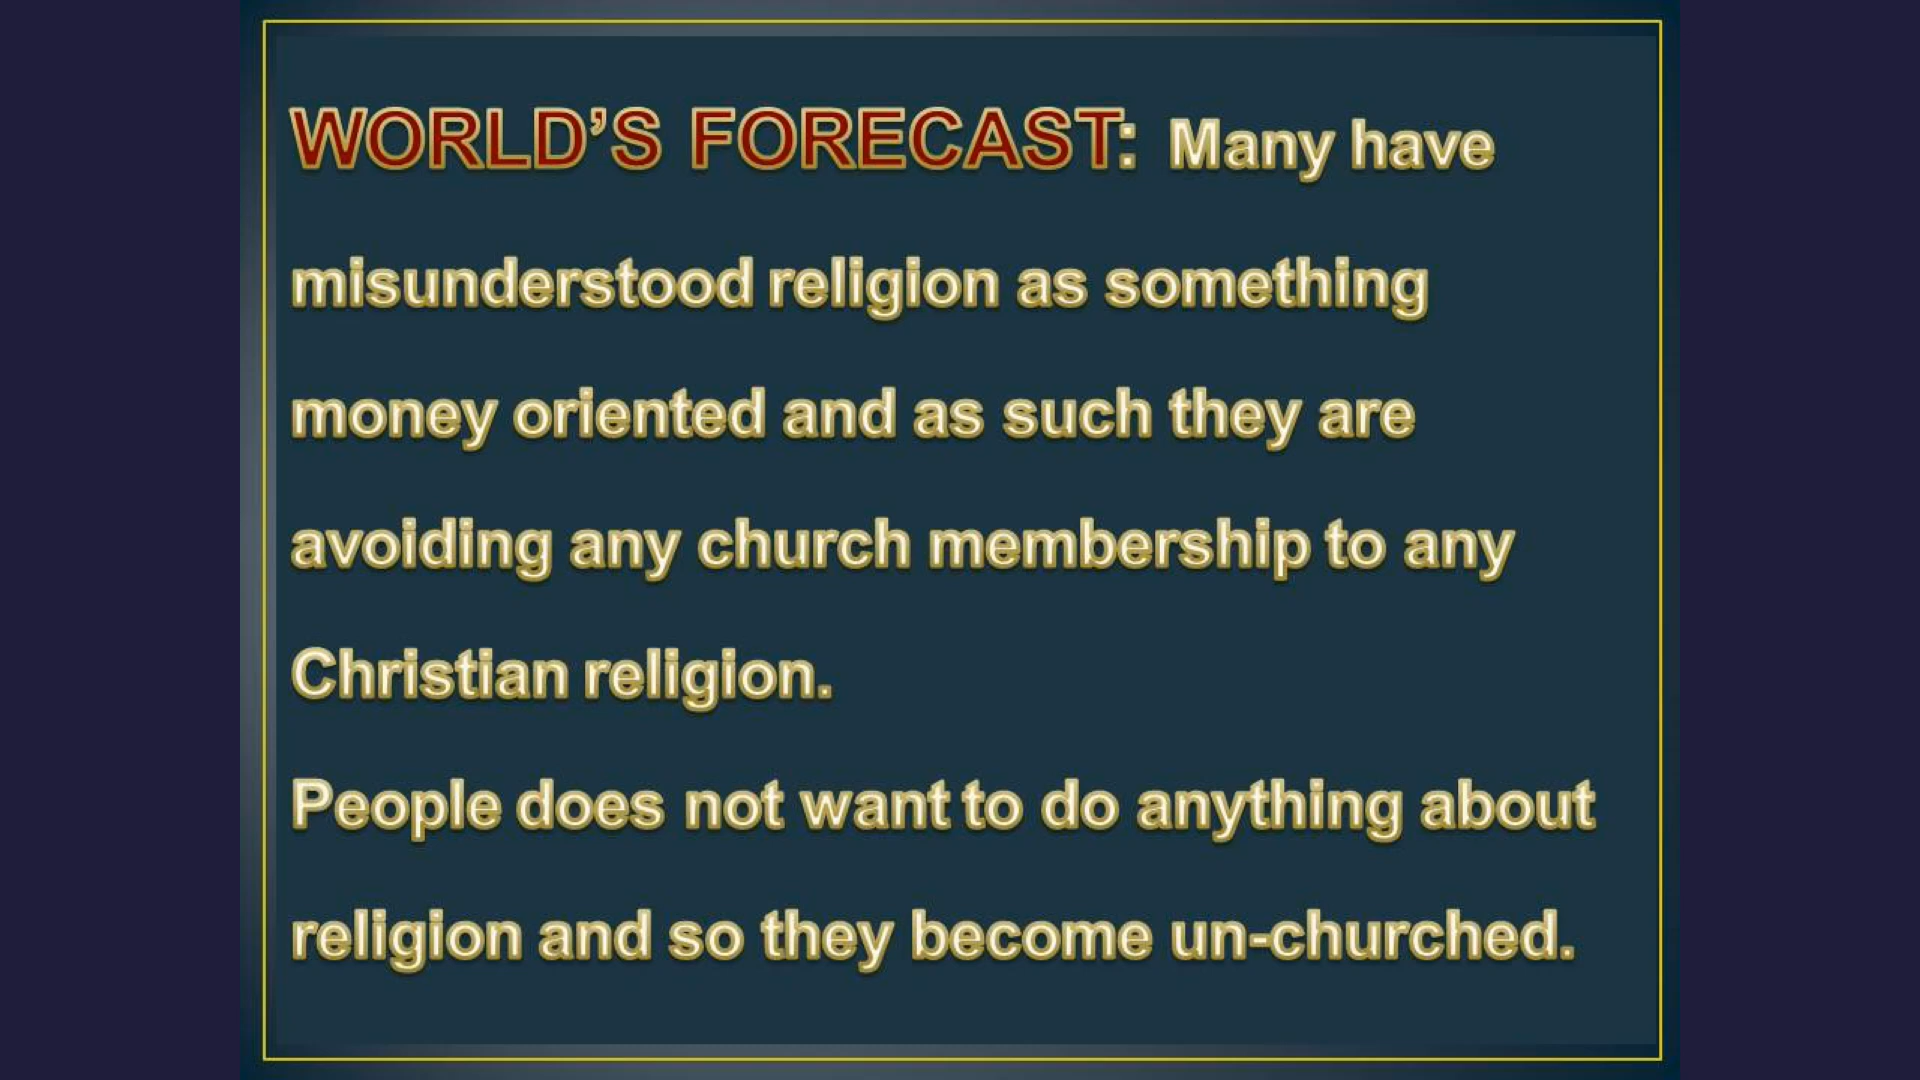 WORLD’S FORECAST: Many have
misunderstood religion as something
money oriented and as such they are
avoiding any church membership to any
Christian religion.
People does not want to do anything about
religion and so they become un-churched.